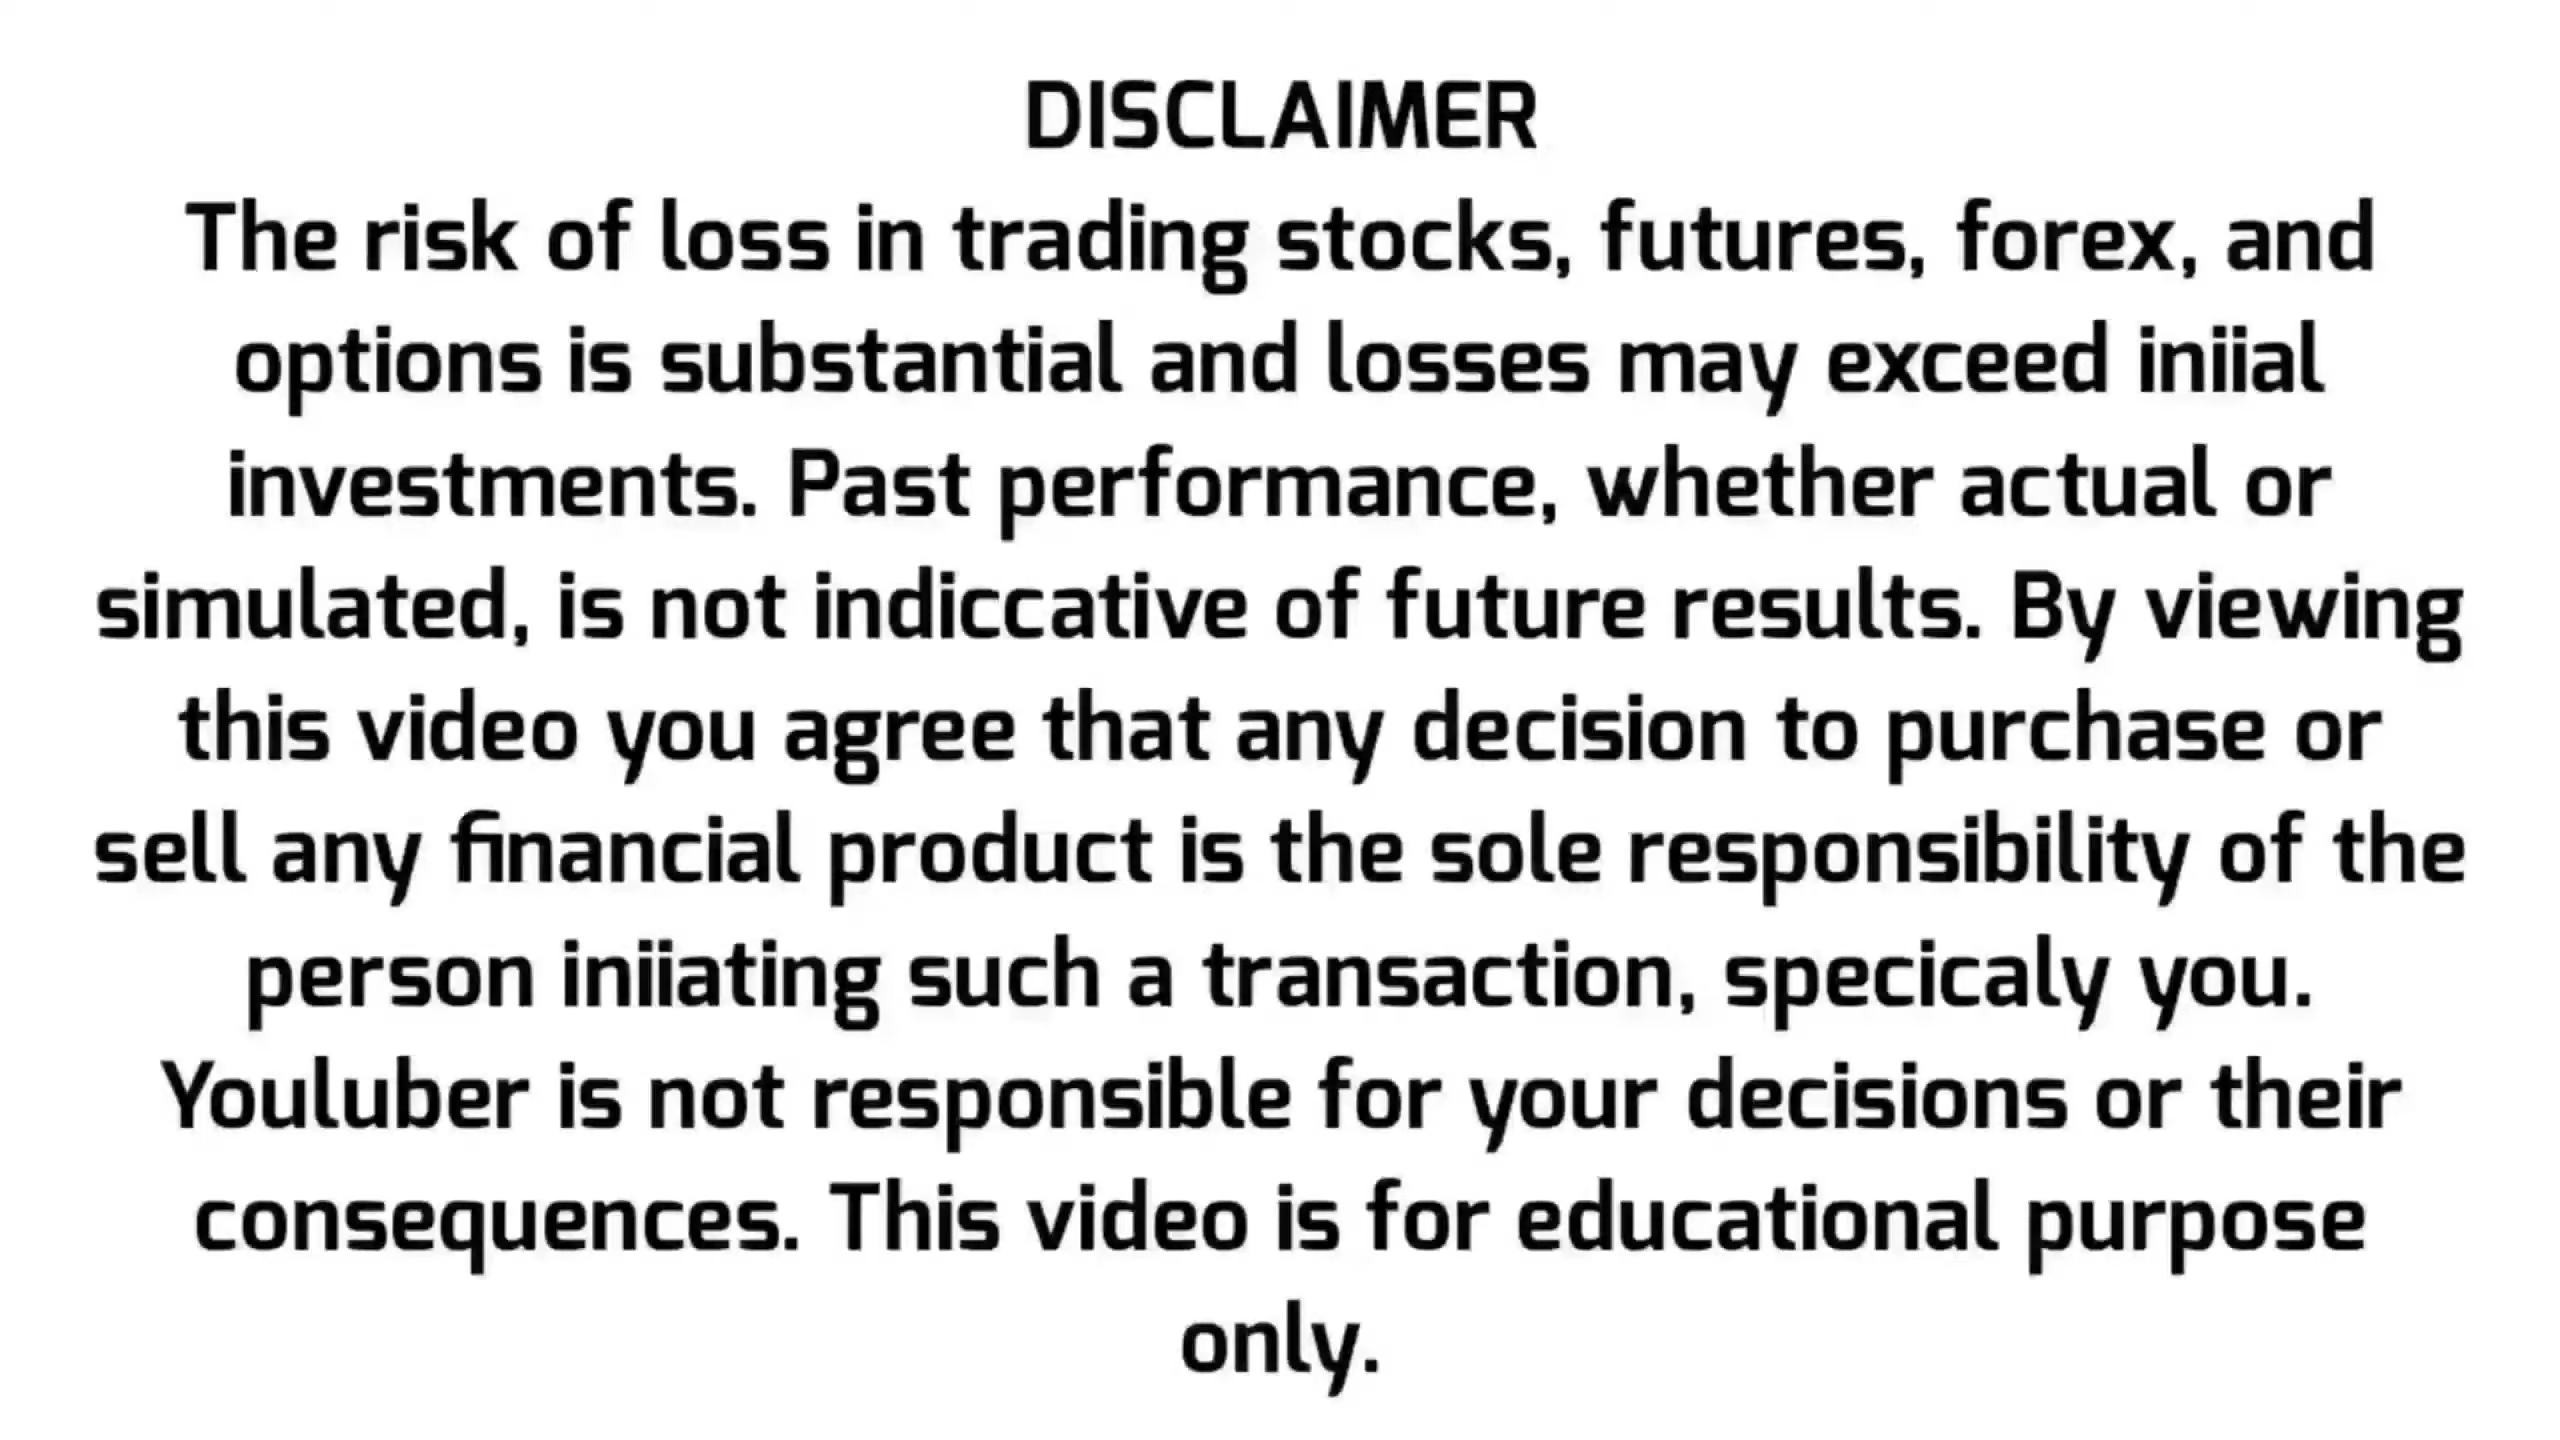 DISCLAIMER
The risk of loss in trading stocks, futures, forex, and
options is substantial and losses may exceed iniial
investments. Past performance, whether actual or
simulated, is not indiccative of future results. By viewing
this video you agree that any decision to purchase or
sell any financial product is the sole responsibility of the
person iniiating such a transaction, specicaly you.
Youluber is not responsible for your decisions or their
consequences. This video is for educational purpose
only.